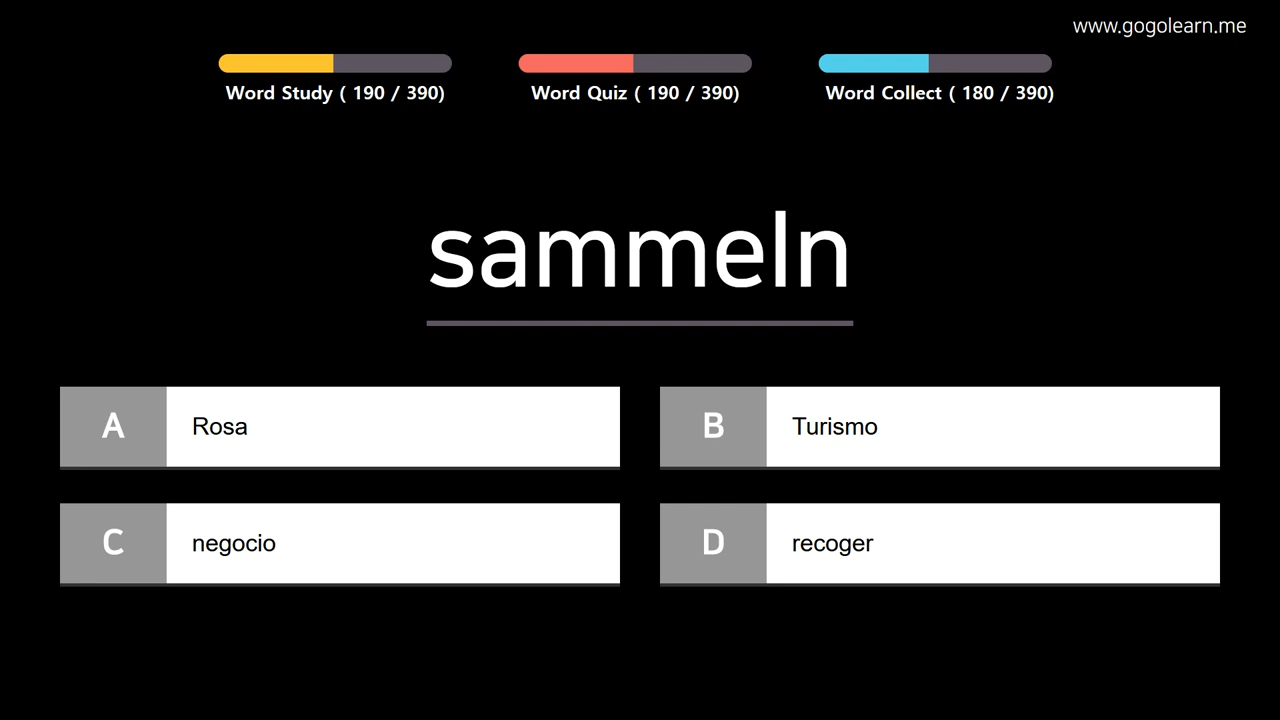 www.gogolearn.me
Word Study ( 190 / 390)
Word Quiz ( 190 / 390)
Word Collect ( 180 / 390)
sammeln
A Rosa
B Turismo
C negocio
D recoger